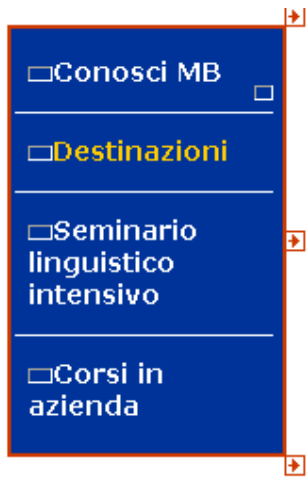 Conosci MB
Destinazioni
Seminario
linguistico
intensivo
Corsi in
azienda